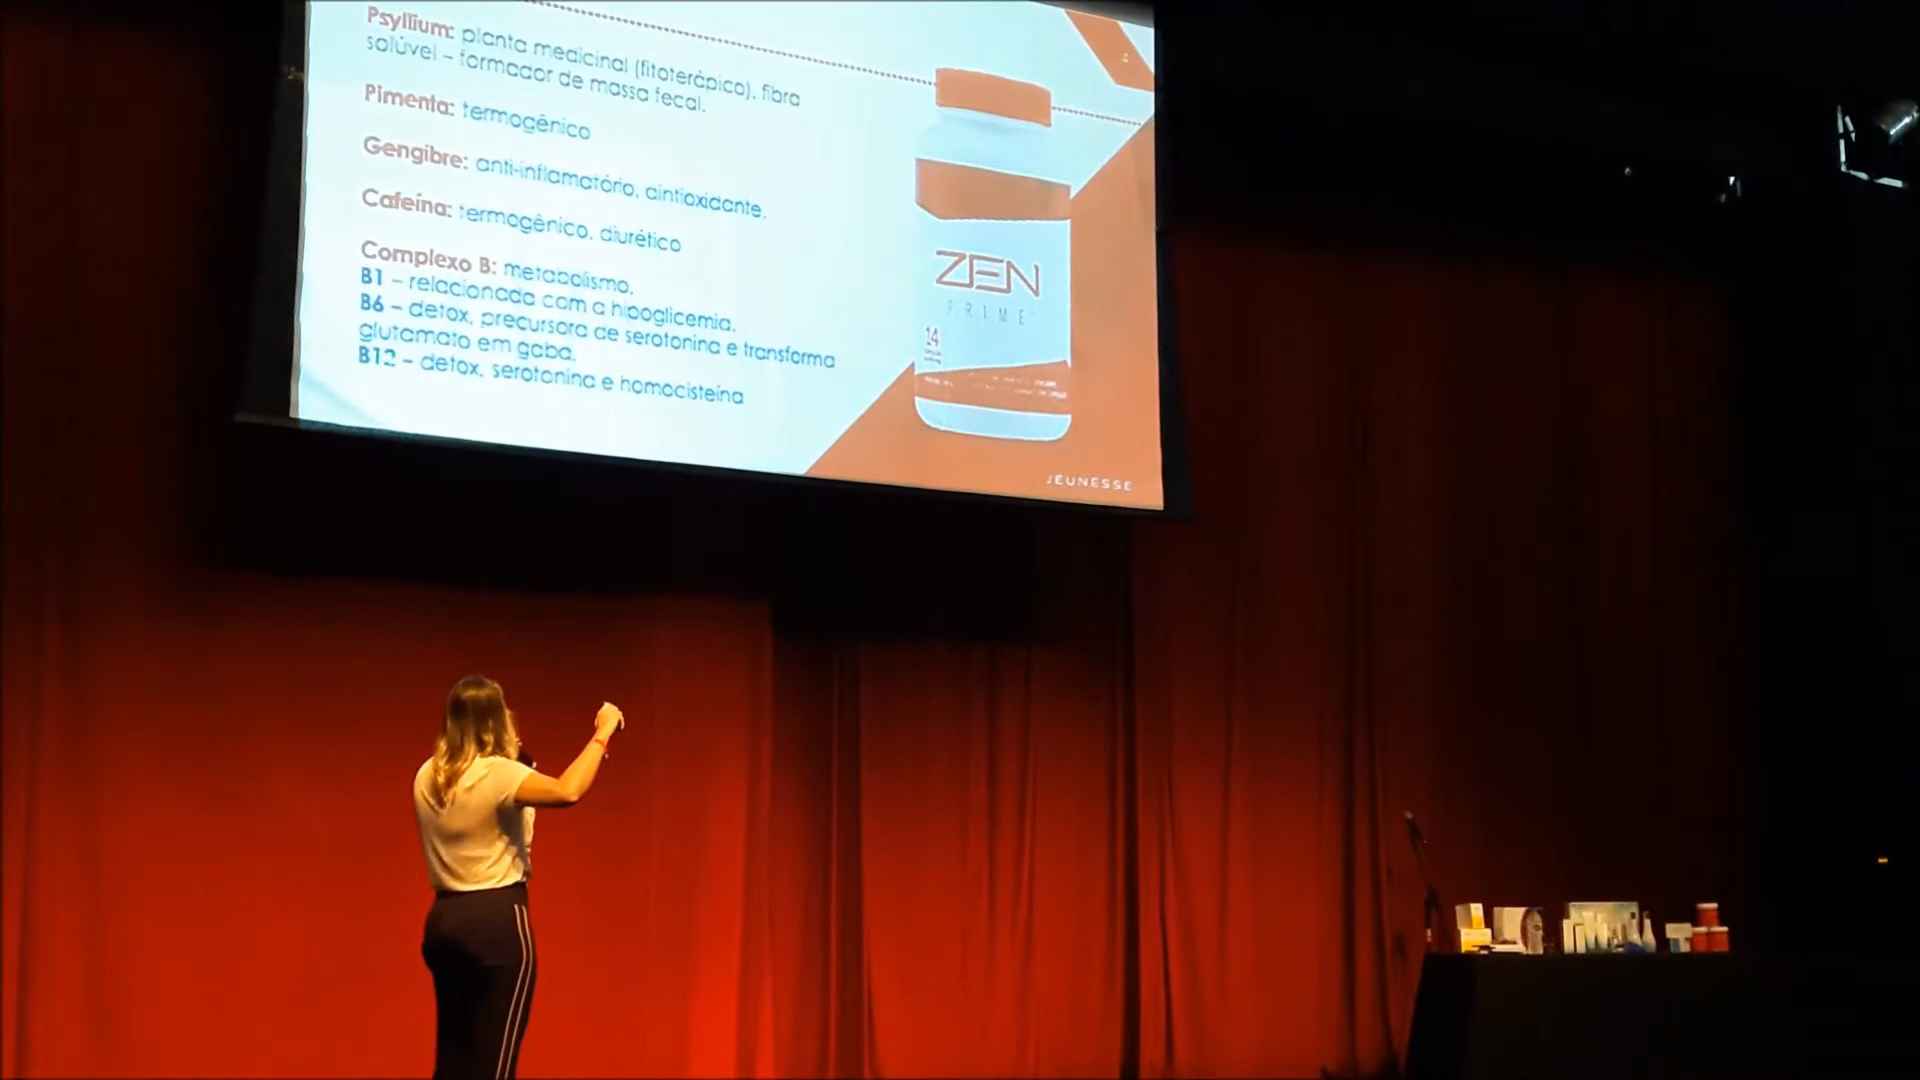 Psyllium: planta medicinal (fitoterápico), fibra
solúvel – formador de massa fecal.
Pimenta: termogênico
Gengibre: anti-inflamatório, aintioxidante.
Cafeína: termogênico, diurético
Complexo B: metabolismo.
B1 – relacionada com a hipoglicemia.
B6 – detox, precursora de serotonina e transforma
glutamato em gaba.
B12 – detox, serotonina e homocisteína
ZEN
PRIME
14
JEUNESSE